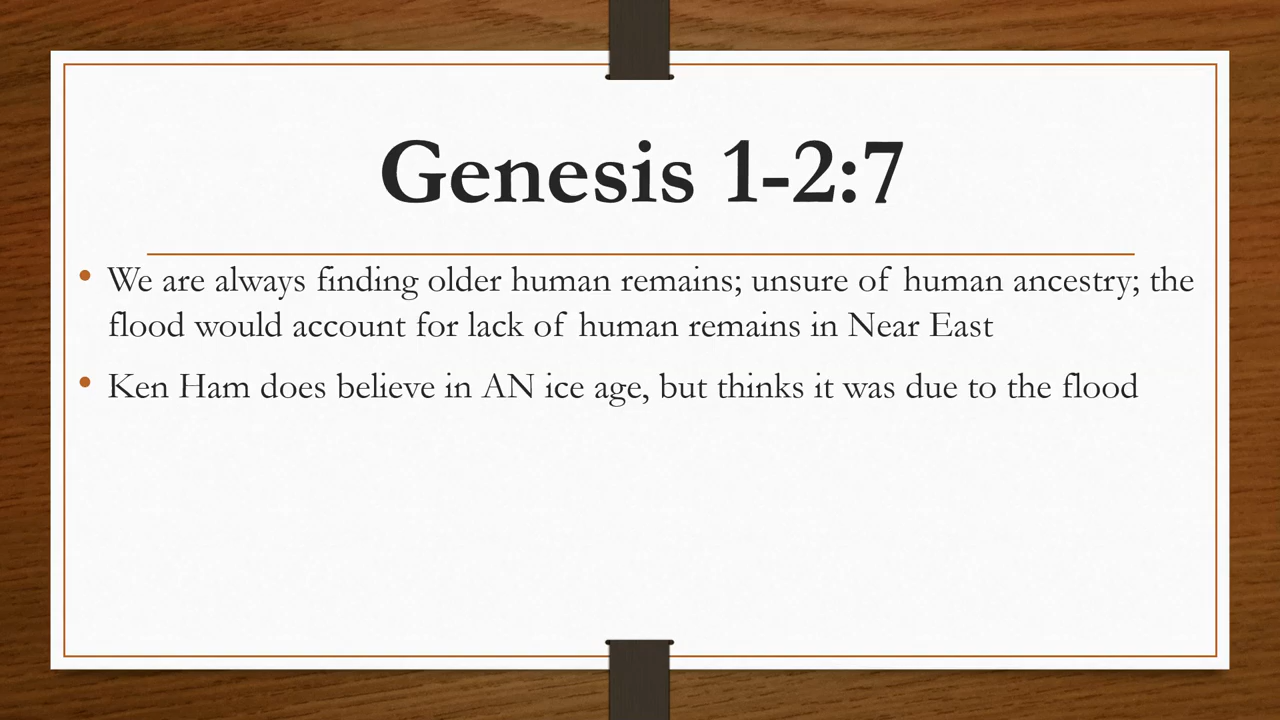 Genesis 1-2:7
• We are always finding older human remains; unsure of human ancestry; the
flood would account for lack of human remains in Near East
• Ken Ham does believe in AN ice age, but thinks it was due to the flood